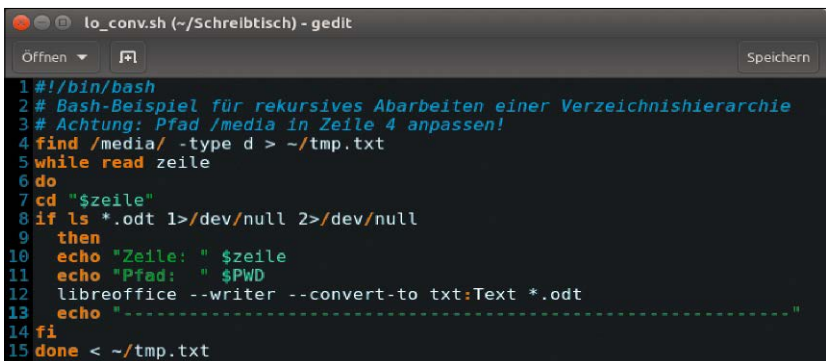 lo_conv.sh (~/Schreibtisch) - gedit
Öffnen Speichern
1 #!/bin/bash
2 # Bash-Beispiel für rekursives Abarbeiten einer Verzeichnishierarchie
3 # Achtung: Pfad /media in Zeile 4 anpassen!
4 find /media/ -type d > ~/tmp.txt
5 while read zeile
6 do
7 cd "$zeile"
8 if ls *.odt 1>/dev/null 2>/dev/null
9   then
10   echo "Zeile: " $zeile
11   echo "Pfad:  " $PWD
12   libreoffice --writer --convert-to txt:Text *.odt
13   echo "-------------------------------------------------------------"
14 fi
15 done < ~/tmp.txt